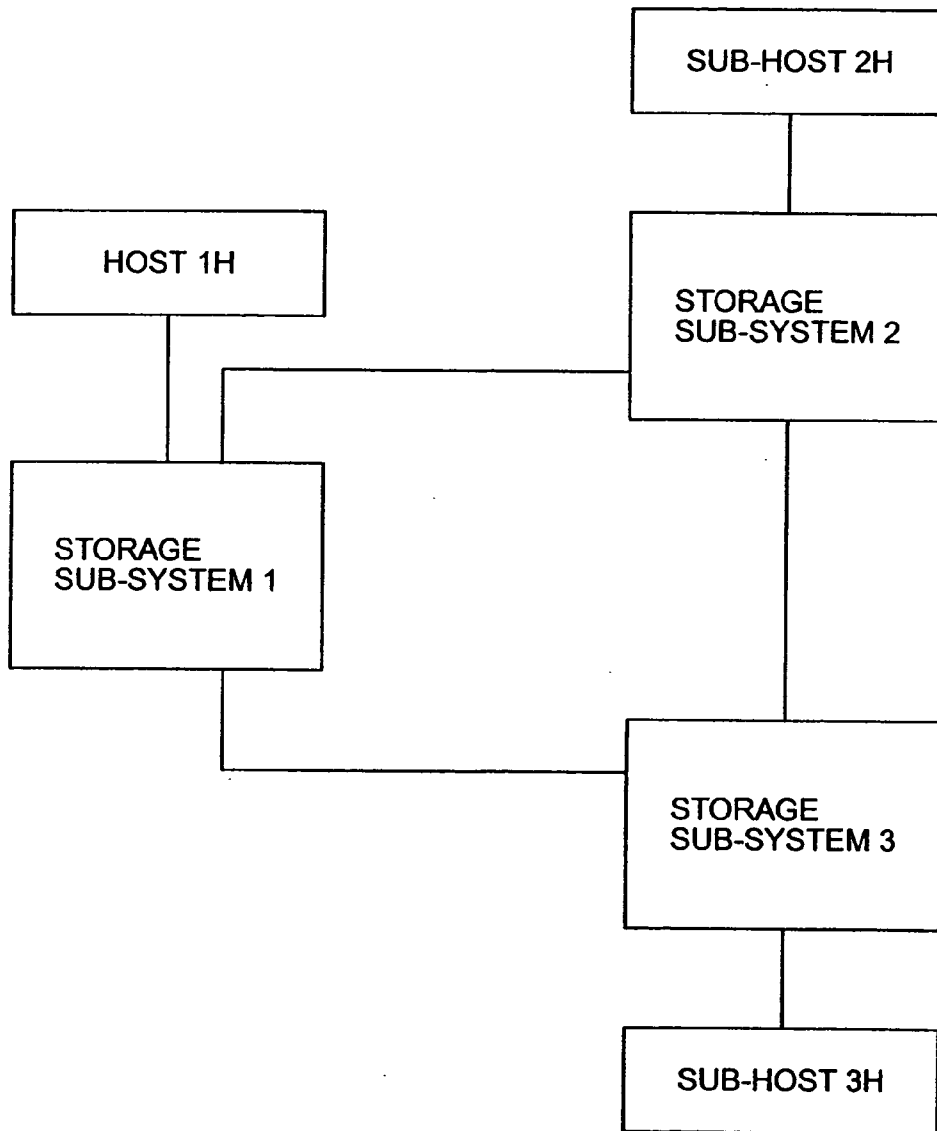 SUB-HOST 2H
HOST 1H
STORAGE
SUB-SYSTEM 2
STORAGE
SUB-SYSTEM 1
STORAGE
SUB-SYSTEM 3
SUB-HOST 3H